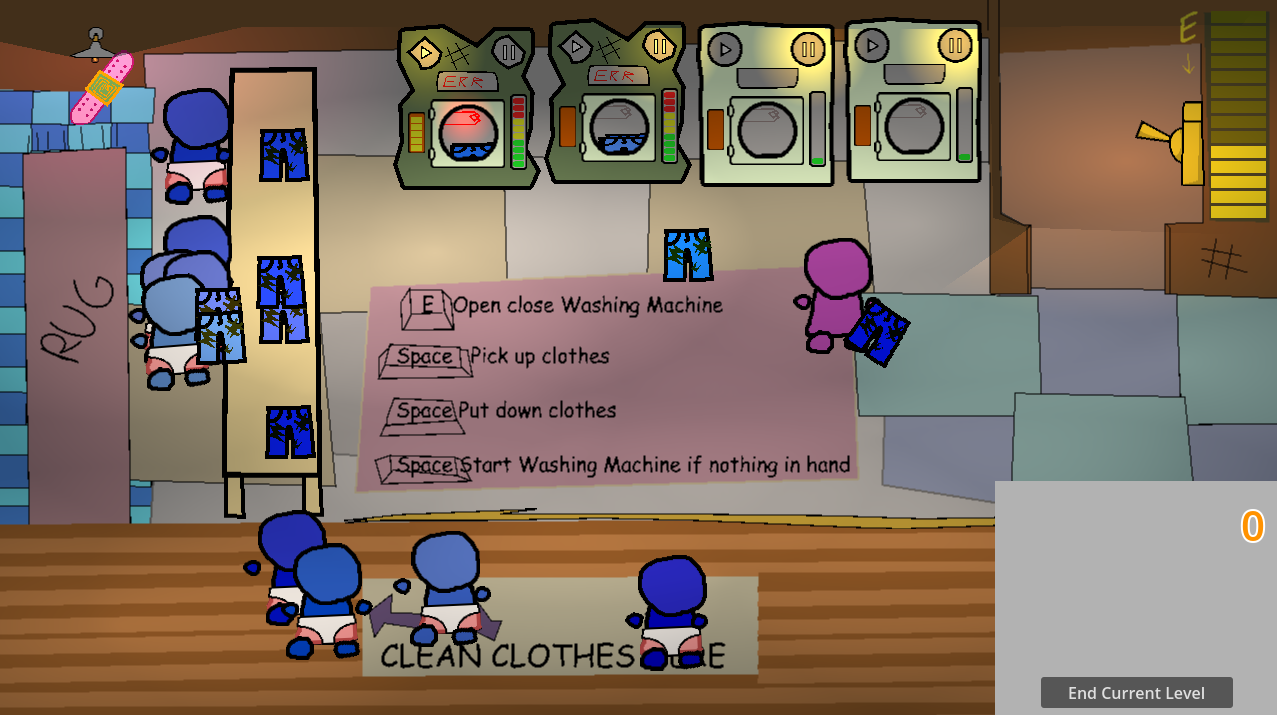 E
ERR
ERR
RUG
E Open close Washing Machine
Space Pick up clothes
Space Put down clothes
Space Start Washing Machine if nothing in hand
0
CLEAN CLOTHES
End Current Level